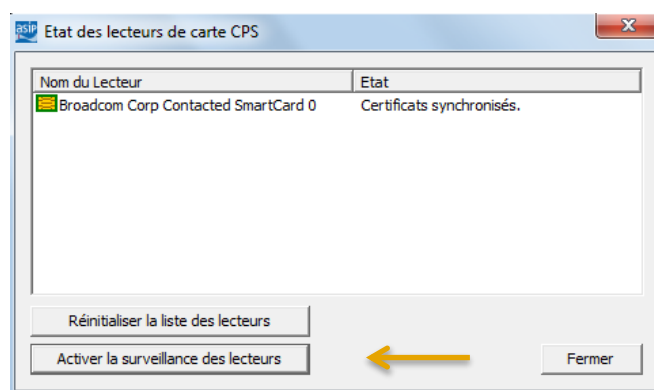 asip Etat des lecteurs de carte CPS
Nom du Lecteur Etat
Broadcom Corp Contacted SmartCard 0 Certificats synchronisés.
Réinitialiser la liste des lecteurs
Activer la surveillance des lecteurs Fermer